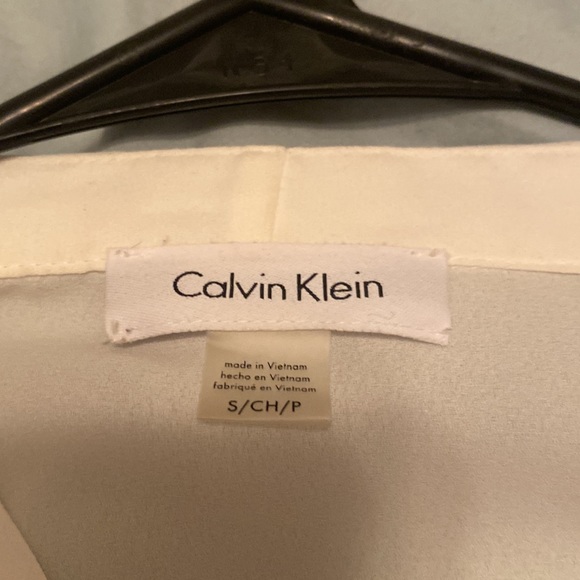 Calvin Klein
made in Vietnam
hecho en Vietnam
fabriqué en Vietnam
S/CH/P